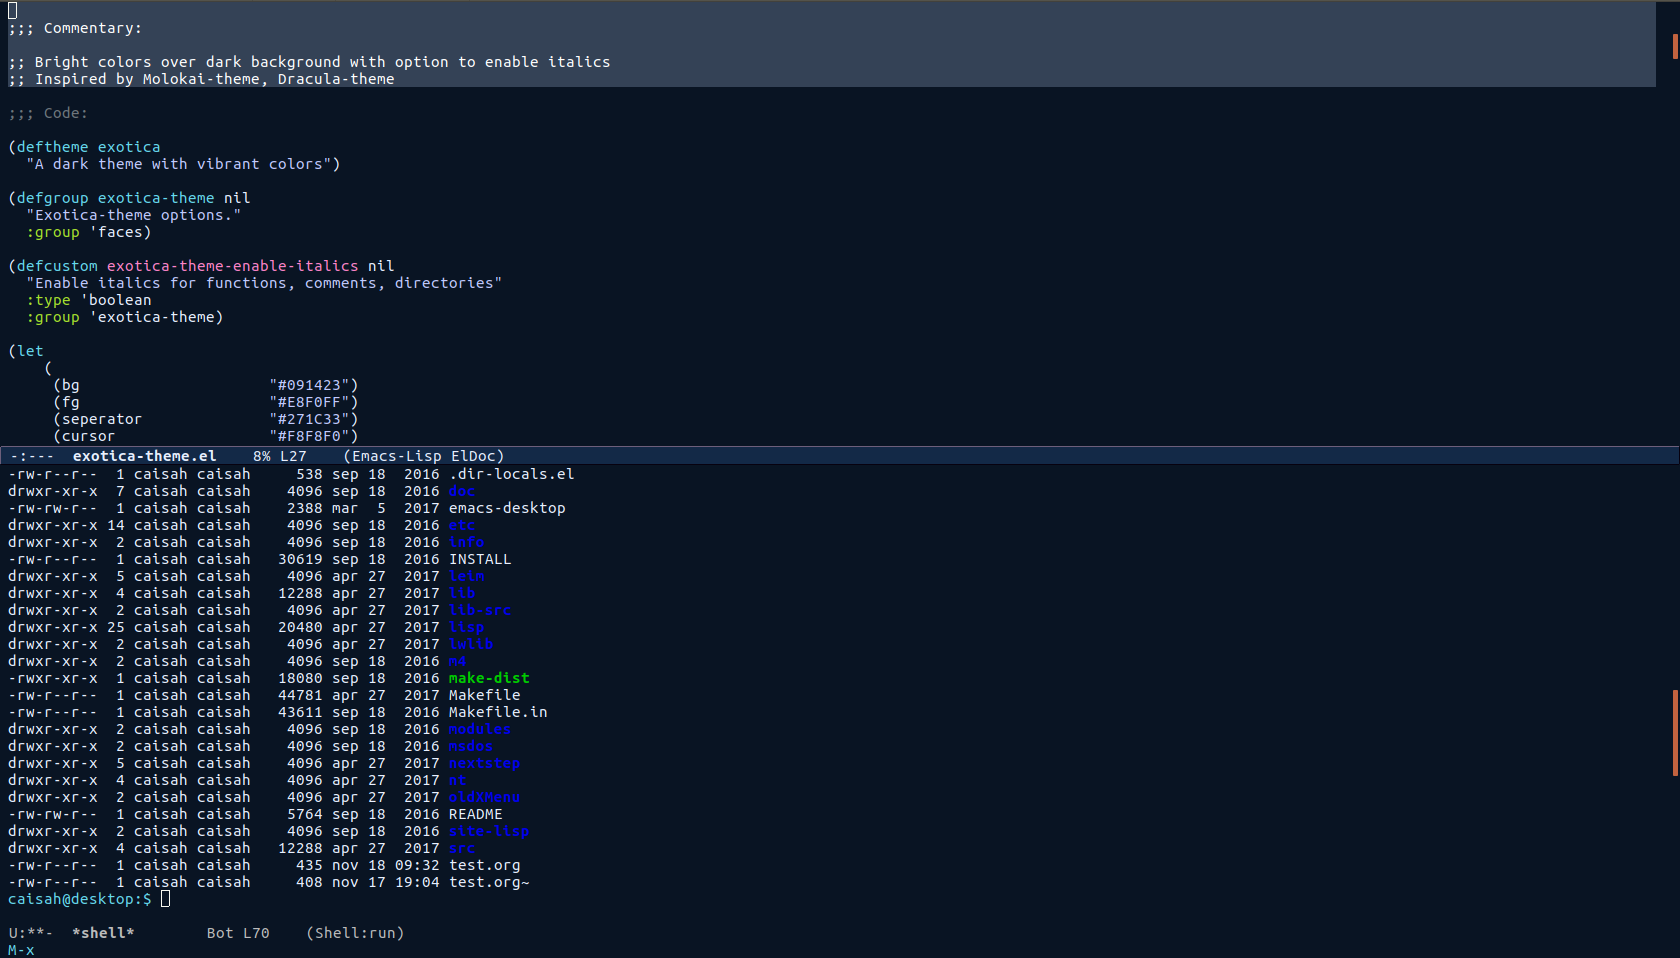 ;;; Commentary:
;; Bright colors over dark background with option to enable italics
;; Inspired by Molokai-theme, Dracula-theme
;;; Code:
(deftheme exotica
  "A dark theme with vibrant colors")
(defgroup exotica-theme nil
  "Exotica-theme options."
  :group 'faces)
(defcustom exotica-theme-enable-italics nil
  "Enable italics for functions, comments, directories"
  :type 'boolean
  :group 'exotica-theme)
(let
    (
     (bg                     "#091423")
     (fg                     "#E8F0FF")
     (seperator              "#271C33")
     (cursor                 "#F8F8F0")
-:---  exotica-theme.el    8% L27    (Emacs-Lisp ElDoc)
-rw-r--r--  1 caisah caisah     538 sep 18  2016 .dir-locals.el
drwxr-xr-x  7 caisah caisah    4096 sep 18  2016 doc
-rw-rw-r--  1 caisah caisah    2388 mar  5  2017 emacs-desktop
drwxr-xr-x 14 caisah caisah    4096 sep 18  2016 etc
drwxr-xr-x  2 caisah caisah    4096 sep 18  2016 info
-rw-r--r--  1 caisah caisah   30619 sep 18  2016 INSTALL
drwxr-xr-x  5 caisah caisah    4096 apr 27  2017 leim
drwxr-xr-x  4 caisah caisah   12288 apr 27  2017 lib
drwxr-xr-x  2 caisah caisah    4096 apr 27  2017 lib-src
drwxr-xr-x 25 caisah caisah   20480 apr 27  2017 lisp
drwxr-xr-x  2 caisah caisah    4096 apr 27  2017 lwlib
drwxr-xr-x  2 caisah caisah    4096 sep 18  2016 m4
-rwxr-xr-x  1 caisah caisah   18080 sep 18  2016 make-dist
-rw-r--r--  1 caisah caisah   44781 apr 27  2017 Makefile
-rw-r--r--  1 caisah caisah   43611 sep 18  2016 Makefile.in
drwxr-xr-x  2 caisah caisah    4096 sep 18  2016 modules
drwxr-xr-x  2 caisah caisah    4096 sep 18  2016 msdos
drwxr-xr-x  5 caisah caisah    4096 apr 27  2017 nextstep
drwxr-xr-x  4 caisah caisah    4096 apr 27  2017 nt
drwxr-xr-x  2 caisah caisah    4096 apr 27  2017 oldXMenu
-rw-rw-r--  1 caisah caisah    5764 sep 18  2016 README
drwxr-xr-x  2 caisah caisah    4096 sep 18  2016 site-lisp
drwxr-xr-x  4 caisah caisah   12288 apr 27  2017 src
-rw-r--r--  1 caisah caisah     435 nov 18 09:32 test.org
-rw-r--r--  1 caisah caisah     408 nov 17 19:04 test.org~
caisah@desktop:$
U:**-  *shell*        Bot L70    (Shell:run)
M-x